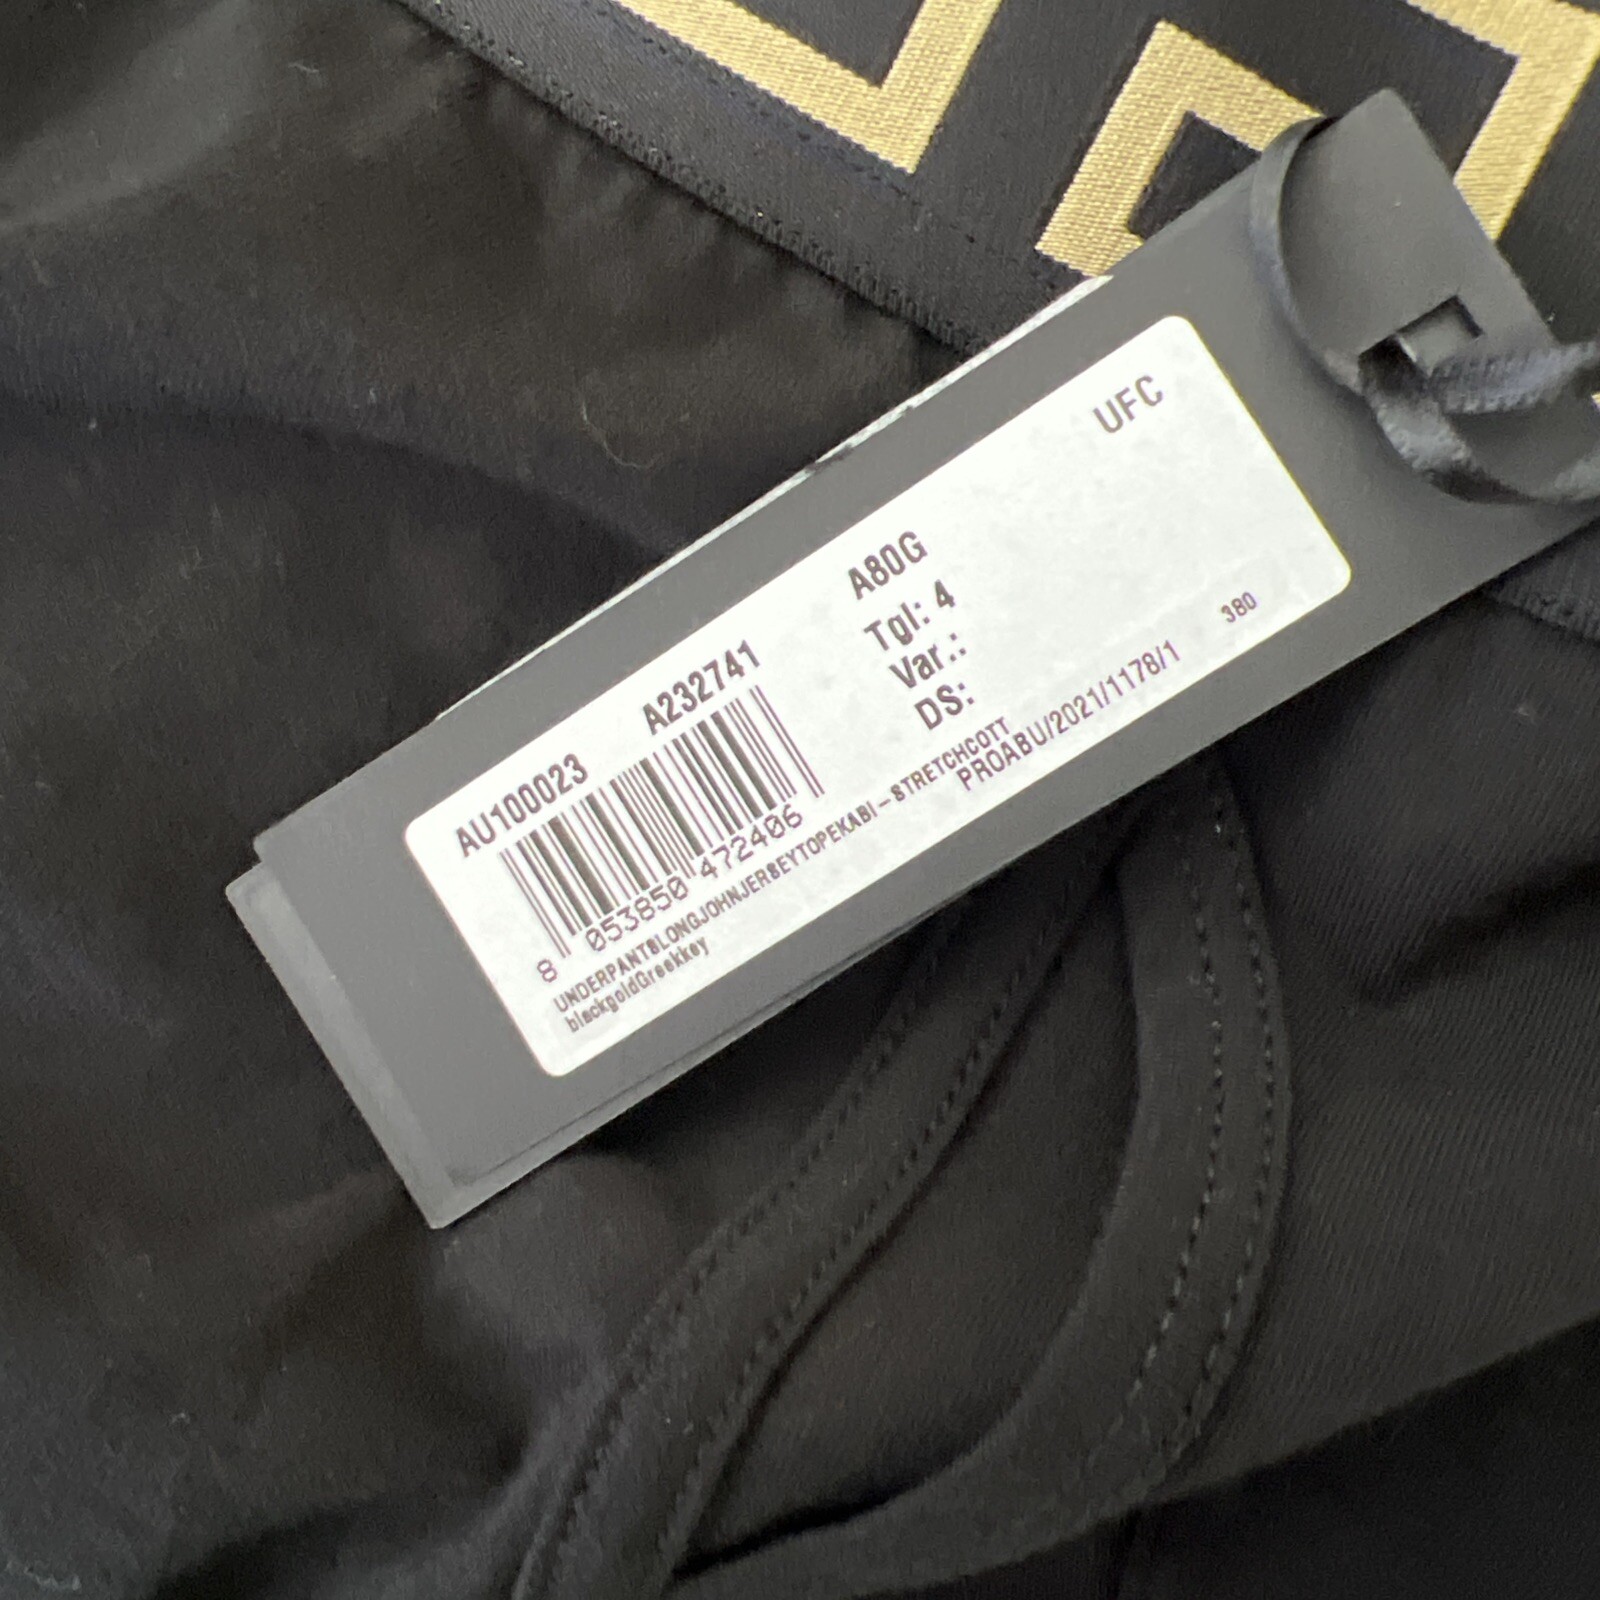 UFC
AU100023 A232741 A80G
Tgl: 4
Var.:
DS:
8 053850 472406
UNDERPANTSLONGJOHNJERSEYTOPEKABI-STRETCHCOTT
blackgoldGreekkey
PROABU/2021/1178/1 380